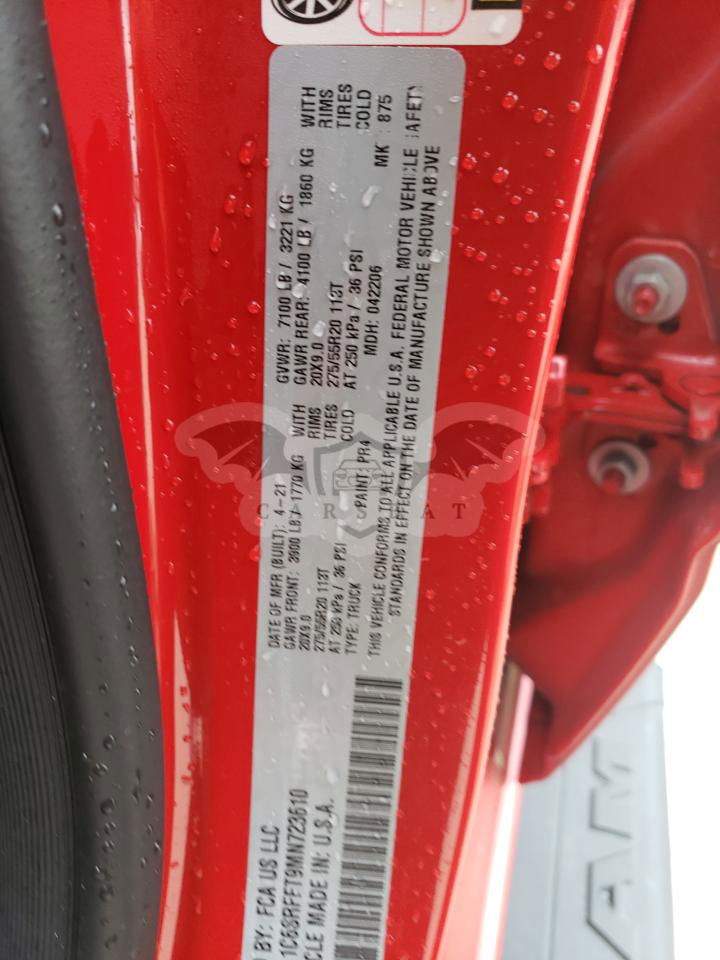 DATE OF MFR (BUILT): 4-21 GVWR: 7100 LB / 3221 KG
GAWR FRONT: 3900 LB / 1770 KG WITH GAWR REAR: 4100 LB / 1860 KG WITH
20X9.0 RIMS 20X9.0 RIMS
275/55R20 113T TIRES 275/55R20 113T TIRES
AT 250 kPa / 36 PSI COLD AT 250 kPa / 36 PSI COLD
TYPE: TRUCK PAINT: PR4 MDH: 042206 MK : 875
THIS VEHICLE CONFORMS TO ALL APPLICABLE U.S.A. FEDERAL MOTOR VEHICLE
STANDARDS IN EFFECT ON THE DATE OF MANUFACTURE SHOWN ABOVE
BY: FCA US LLC
1C6SRFFT9MN723610
CLE MADE IN: U.S.A.
AM